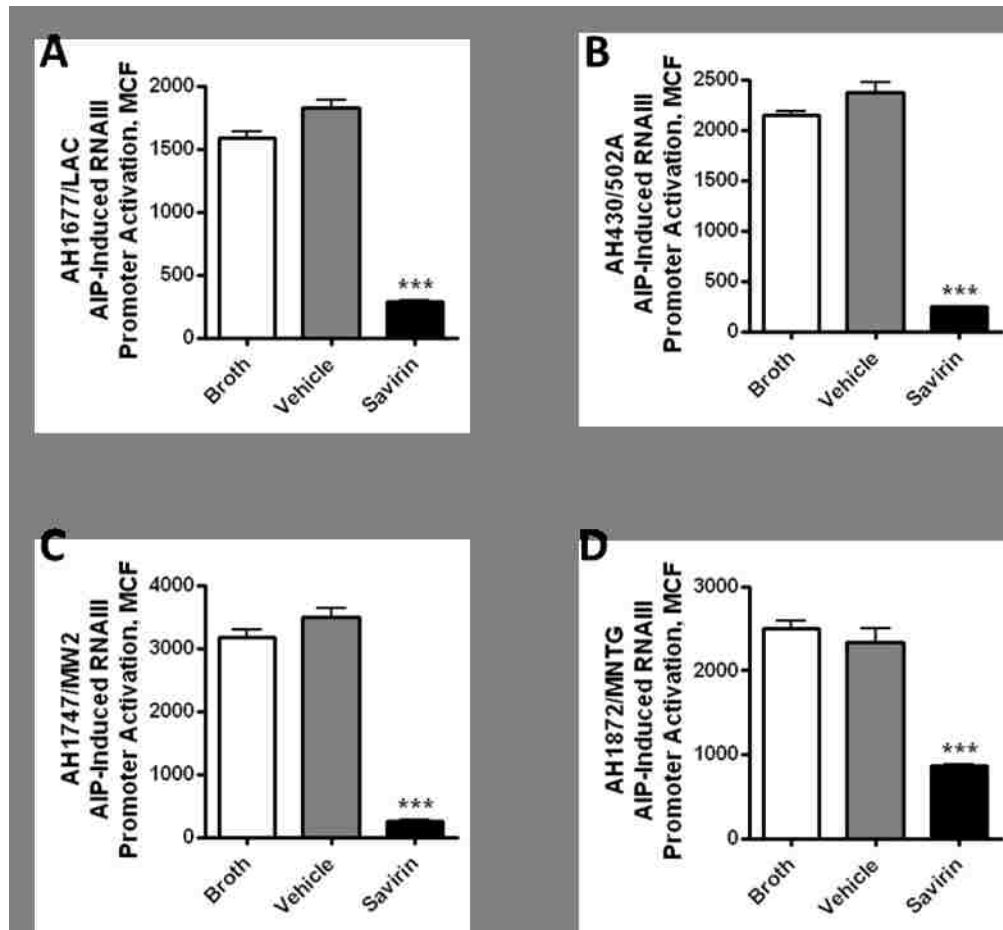 A
AH1677/LAC
AIP-Induced RNAIII
Promoter Activation, MCF
2000
1500
1000
500
0
***
Broth
Vehicle
Savirin
B
AH430/502A
AIP-Induced RNAIII
Promoter Activation, MCF
2500
2000
1500
1000
500
0
***
Broth
Vehicle
Savirin
C
AH1747/MW2
AIP-Induced RNAIII
Promoter Activation, MCF
4000
3000
2000
1000
0
***
Broth
Vehicle
Savirin
D
AH1872/MNTG
AIP-Induced RNAIII
Promoter Activation, MCF
3000
2000
1000
0
***
Broth
Vehicle
Savirin